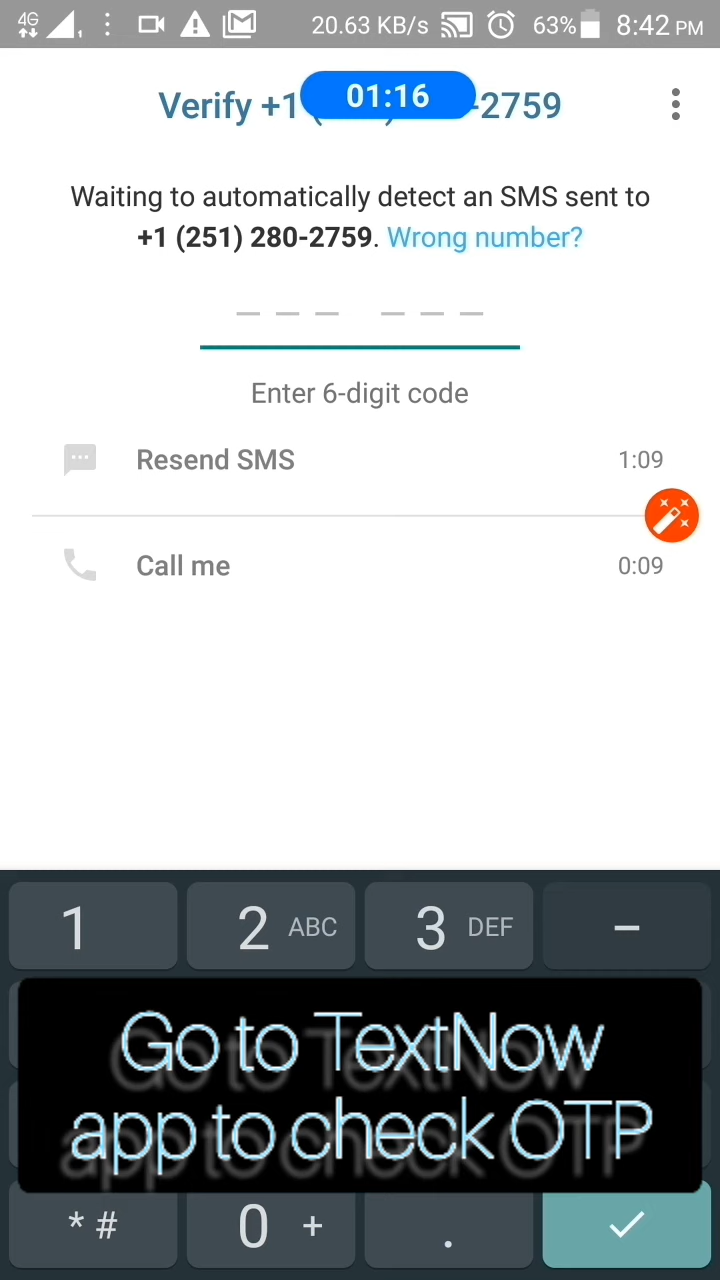 4G 1 20.63 KB/s 63% 8:42 PM
Verify +1 ( -2759
01:16
Waiting to automatically detect an SMS sent to
+1 (251) 280-2759. Wrong number?
Enter 6-digit code
Resend SMS 1:09
Call me 0:09
1 2 ABC 3 DEF –
Go to TextNow
app to check OTP
* # 0 + .